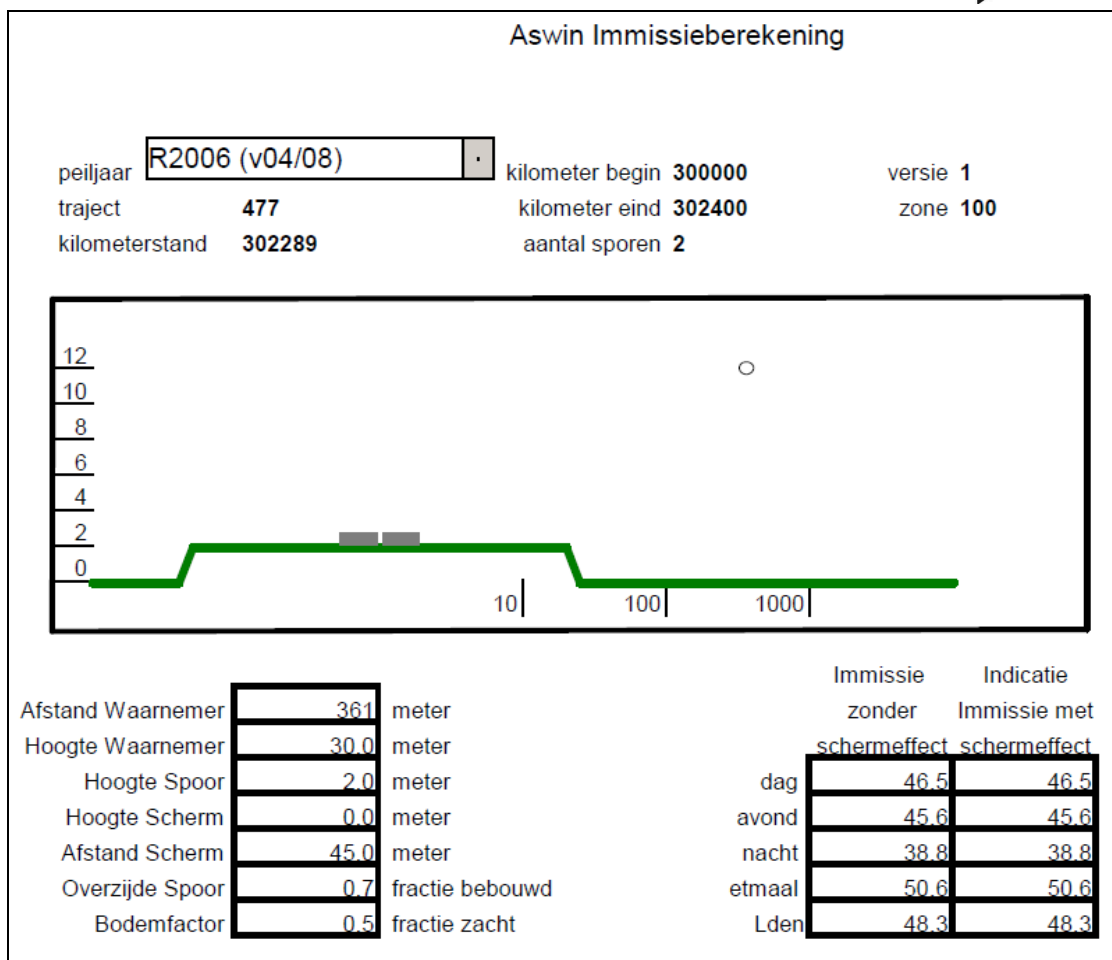 Aswin Immissieberekening
peiljaar R2006 (v04/08) kilometer begin 300000 versie 1
traject 477 kilometer eind 302400 zone 100
kilometerstand 302289 aantal sporen 2
12
10
8
6
4
2
0
10 100 1000
Immissie Indicatie
Afstand Waarnemer 361 meter zonder Immissie met
Hoogte Waarnemer 30.0 meter schermeffect schermeffect
Hoogte Spoor 2.0 meter dag 46.5 46.5
Hoogte Scherm 0.0 meter avond 45.6 45.6
Afstand Scherm 45.0 meter nacht 38.8 38.8
Overzijde Spoor 0.7 fractie bebouwd etmaal 50.6 50.6
Bodemfactor 0.5 fractie zacht Lden 48.3 48.3